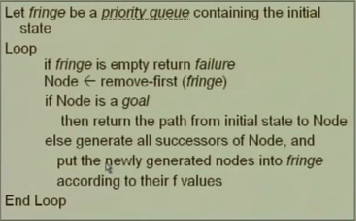 Let fringe be a priority queue containing the initial
state
Loop
if fringe is empty return failure
Node ← remove-first (fringe)
if Node is a goal
then return the path from initial state to Node
else generate all successors of Node, and
put the newly generated nodes into fringe
according to their f values
End Loop